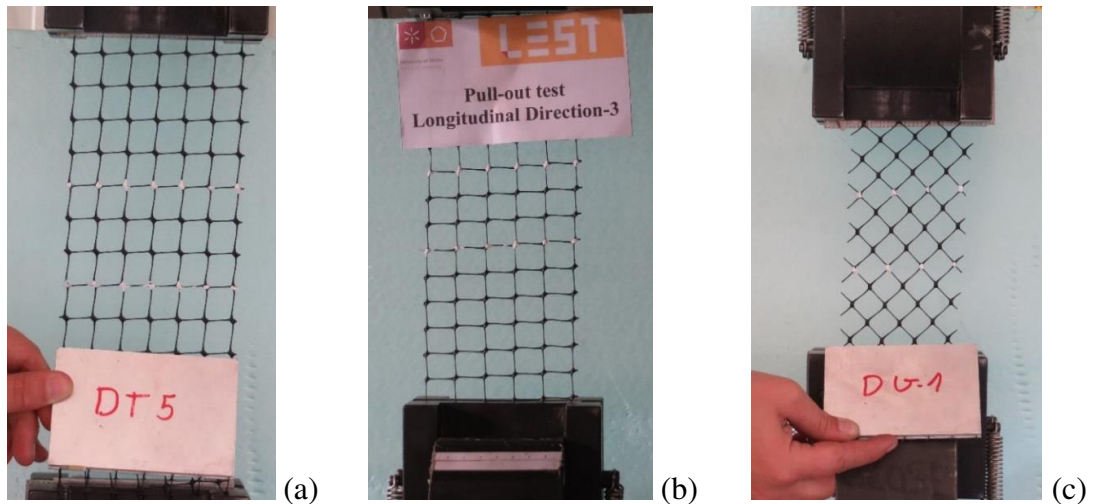 DT5
(a)
LEST
Pull-out test
Longitudinal Direction-3
(b)
DG-1
(c)